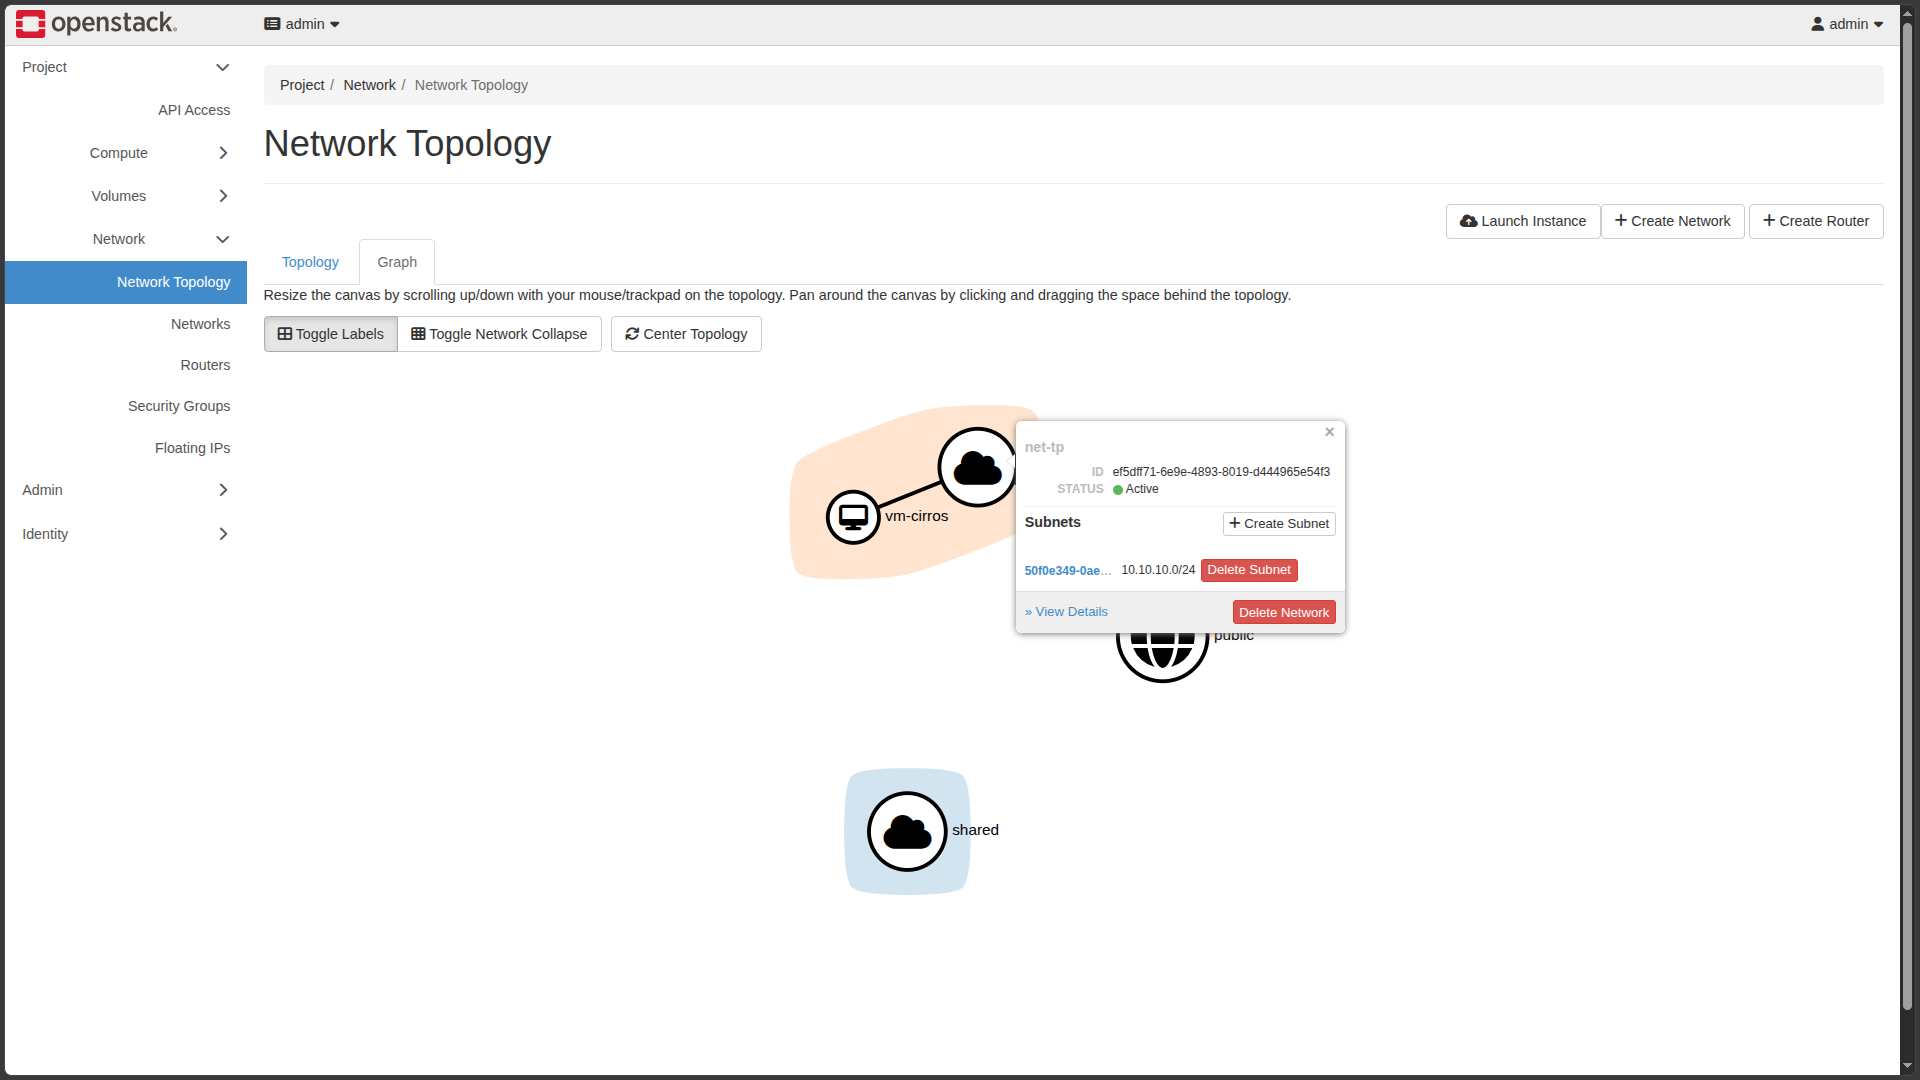 openstack.
admin
admin
Project
API Access
Compute
Volumes
Network
Network Topology
Networks
Routers
Security Groups
Floating IPs
Admin
Identity
Project / Network / Network Topology
Network Topology
Launch Instance
+ Create Network
+ Create Router
Topology
Graph
Resize the canvas by scrolling up/down with your mouse/trackpad on the topology. Pan around the canvas by clicking and dragging the space behind the topology.
Toggle Labels
Toggle Network Collapse
Center Topology
vm-cirros
×
net-tp
ID ef5dff71-6e9e-4893-8019-d444965e54f3
STATUS Active
Subnets
+ Create Subnet
50f0e349-0ae... 10.10.10.0/24 Delete Subnet
» View Details
Delete Network
public
shared